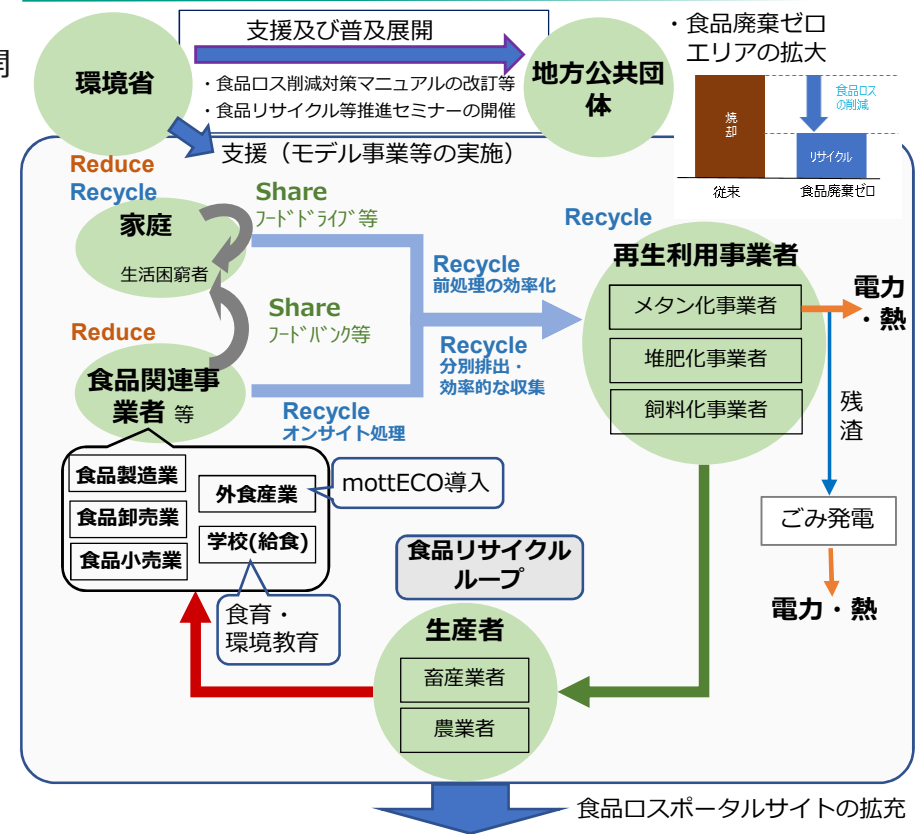 開
支援及び普及展開
環境省
・食品ロス削減対策マニュアルの改訂等
・食品リサイクル等推進セミナーの開催
地方公共団
体
・食品廃棄ゼロ
エリアの拡大
食品ロス
の削減
焼
却
リサイクル
従来
食品廃棄ゼロ
支援（モデル事業等の実施）
Reduce
Recycle
家庭
生活困窮者
Share
フードドライブ等
Share
フードバンク等
Reduce
食品関連事
業者 等
Recycle
オンサイト処理
Recycle
前処理の効率化
Recycle
分別排出・
効率的な収集
Recycle
再生利用事業者
メタン化事業者
堆肥化事業者
飼料化事業者
電力
・熱
残
渣
ごみ発電
電力・熱
食品製造業
食品卸売業
食品小売業
外食産業
学校(給食)
mottECO導入
食育・
環境教育
食品リサイクル
ループ
生産者
畜産業者
農業者
食品ロスポータルサイトの拡充